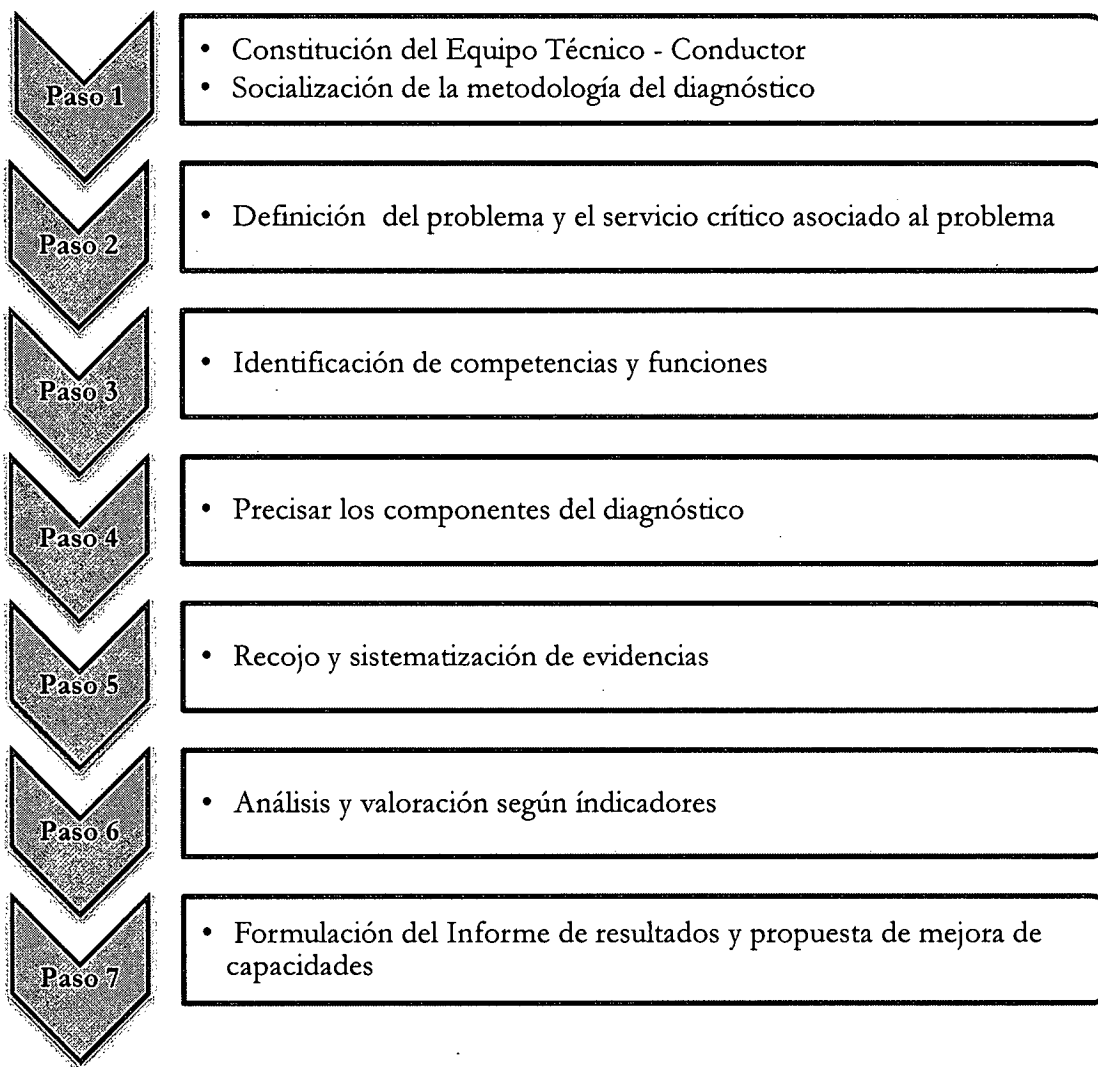 Paso 1
• Constitución del Equipo Técnico - Conductor
• Socialización de la metodología del diagnóstico
Paso 2
• Definición del problema y el servicio crítico asociado al problema
Paso 3
• Identificación de competencias y funciones
Paso 4
• Precisar los componentes del diagnóstico
Paso 5
• Recojo y sistematización de evidencias
Paso 6
• Análisis y valoración según índicadores
Paso 7
• Formulación del Informe de resultados y propuesta de mejora de
capacidades